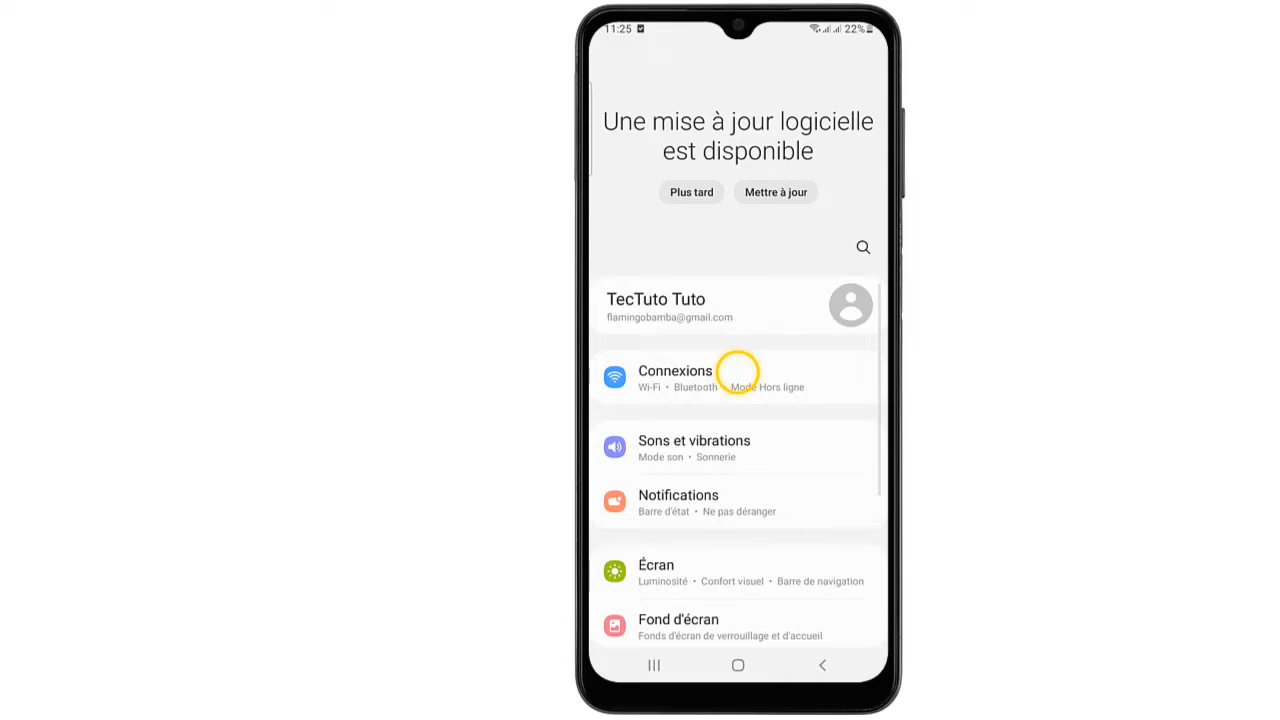 11:25
22%
Une mise à jour logicielle
est disponible
Plus tard
Mettre à jour
TecTuto Tuto
flamingobamba@gmail.com
Connexions
Wi-Fi • Bluetooth • Mode Hors ligne
Sons et vibrations
Mode son • Sonnerie
Notifications
Barre d'état • Ne pas déranger
Écran
Luminosité • Confort visuel • Barre de navigation
Fond d'écran
Fonds d'écran de verrouillage et d'accueil